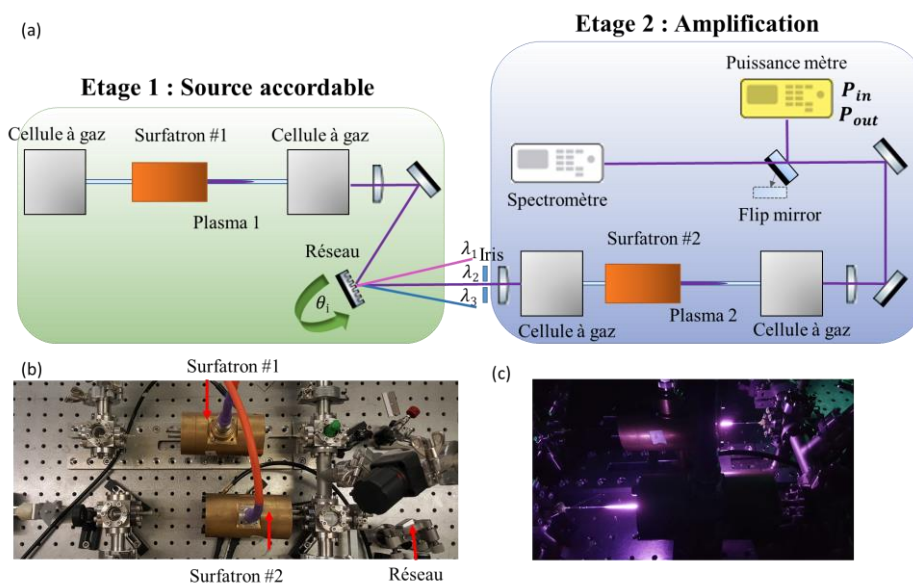 (a)
Etage 2 : Amplification
Etage 1 : Source accordable
Puissance mètre
P_in
P_out
Cellule à gaz
Surfatron #1
Cellule à gaz
Plasma 1
Spectromètre
Flip mirror
Réseau
θ_i
λ_1
Iris
λ_2
λ_3
Surfatron #2
Plasma 2
Cellule à gaz
Cellule à gaz
(b)
Surfatron #1
(c)
Surfatron #2
Réseau